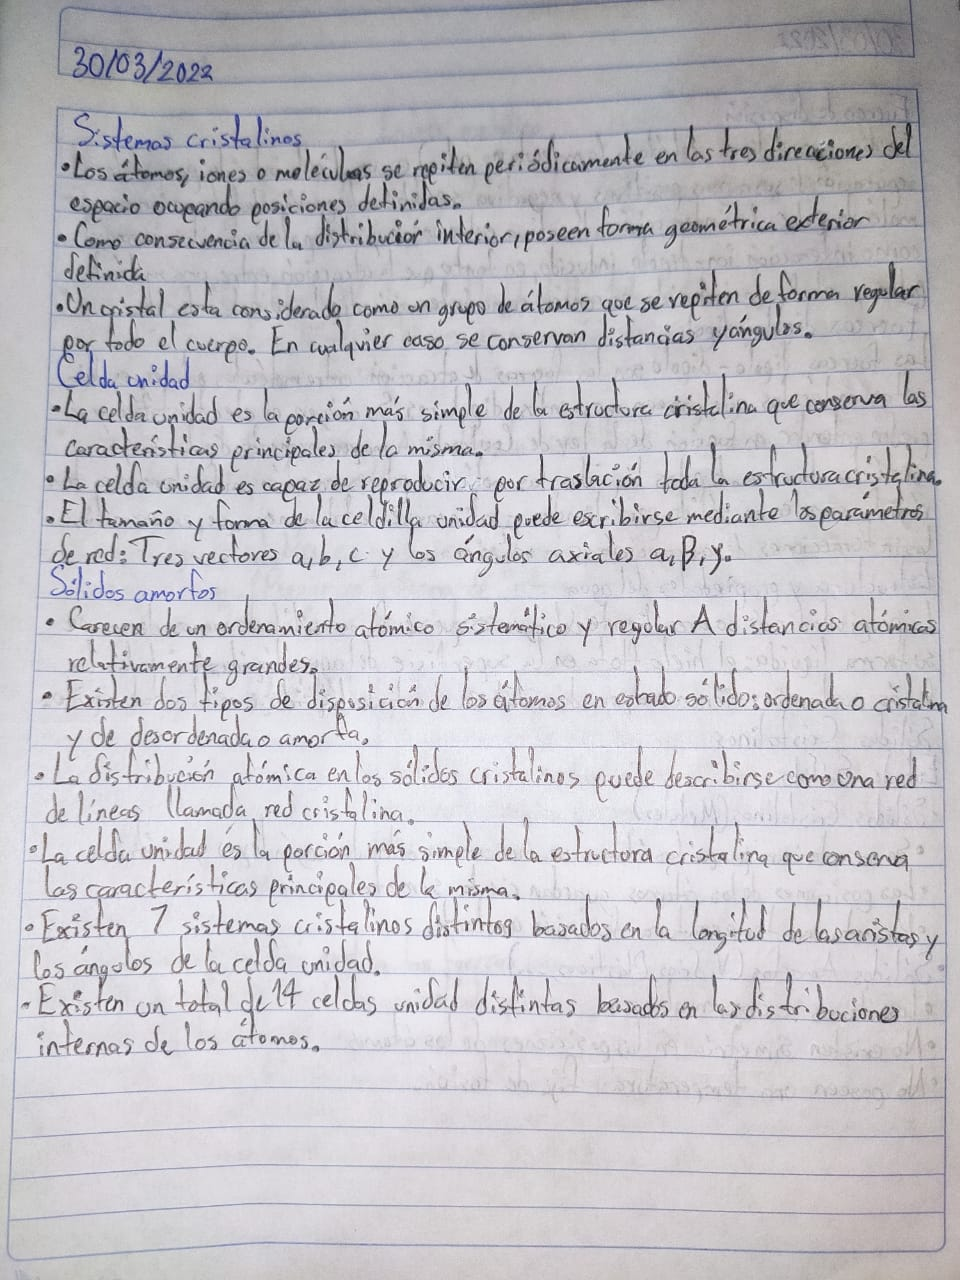 30/03/2022
Sistemas cristalinos
• Los átomos, iones o moléculas se repiten periódicamente en las tres direcciones del
espacio ocupando posiciones definidas.
• Como consecuencia de la distribución interior, poseen forma geométrica exterior
definida
• Un cristal esta considerado como un grupo de átomos que se repiten de forma regular
por todo el cuerpo. En cualquier caso se conservan distancias y ángulos.
Celda unidad
• La celda unidad es la porción más simple de la estructura cristalina que conserva las
características principales de la misma.
• La celda unidad es capaz de reproducir por traslación toda la estructura cristalina.
• El tamaño y forma de la celdilla unidad puede escribirse mediante los parámetros
de red: Tres vectores a, b, c y los ángulos axiales a, β, y.
Sólidos amorfos
• Carecen de un ordenamiento atómico sistemático y regular A distancias atómicas
relativamente grandes.
• Existen dos tipos de disposición de los átomos en estado sólido: ordenada o cristalina
y de desordenada o amorfa.
• La distribución atómica en los sólidos cristalinos puede describirse como una red
de líneas llamada red cristalina.
• La celda unidad es la porción más simple de la estructura cristalina que conserva
las características principales de la misma.
• Existen 7 sistemas cristalinos distintos basados en la longitud de las aristas y
los ángulos de la celda unidad.
• Existen un total de 14 celdas unidad distintas basados en las distribuciones
internas de los átomos.